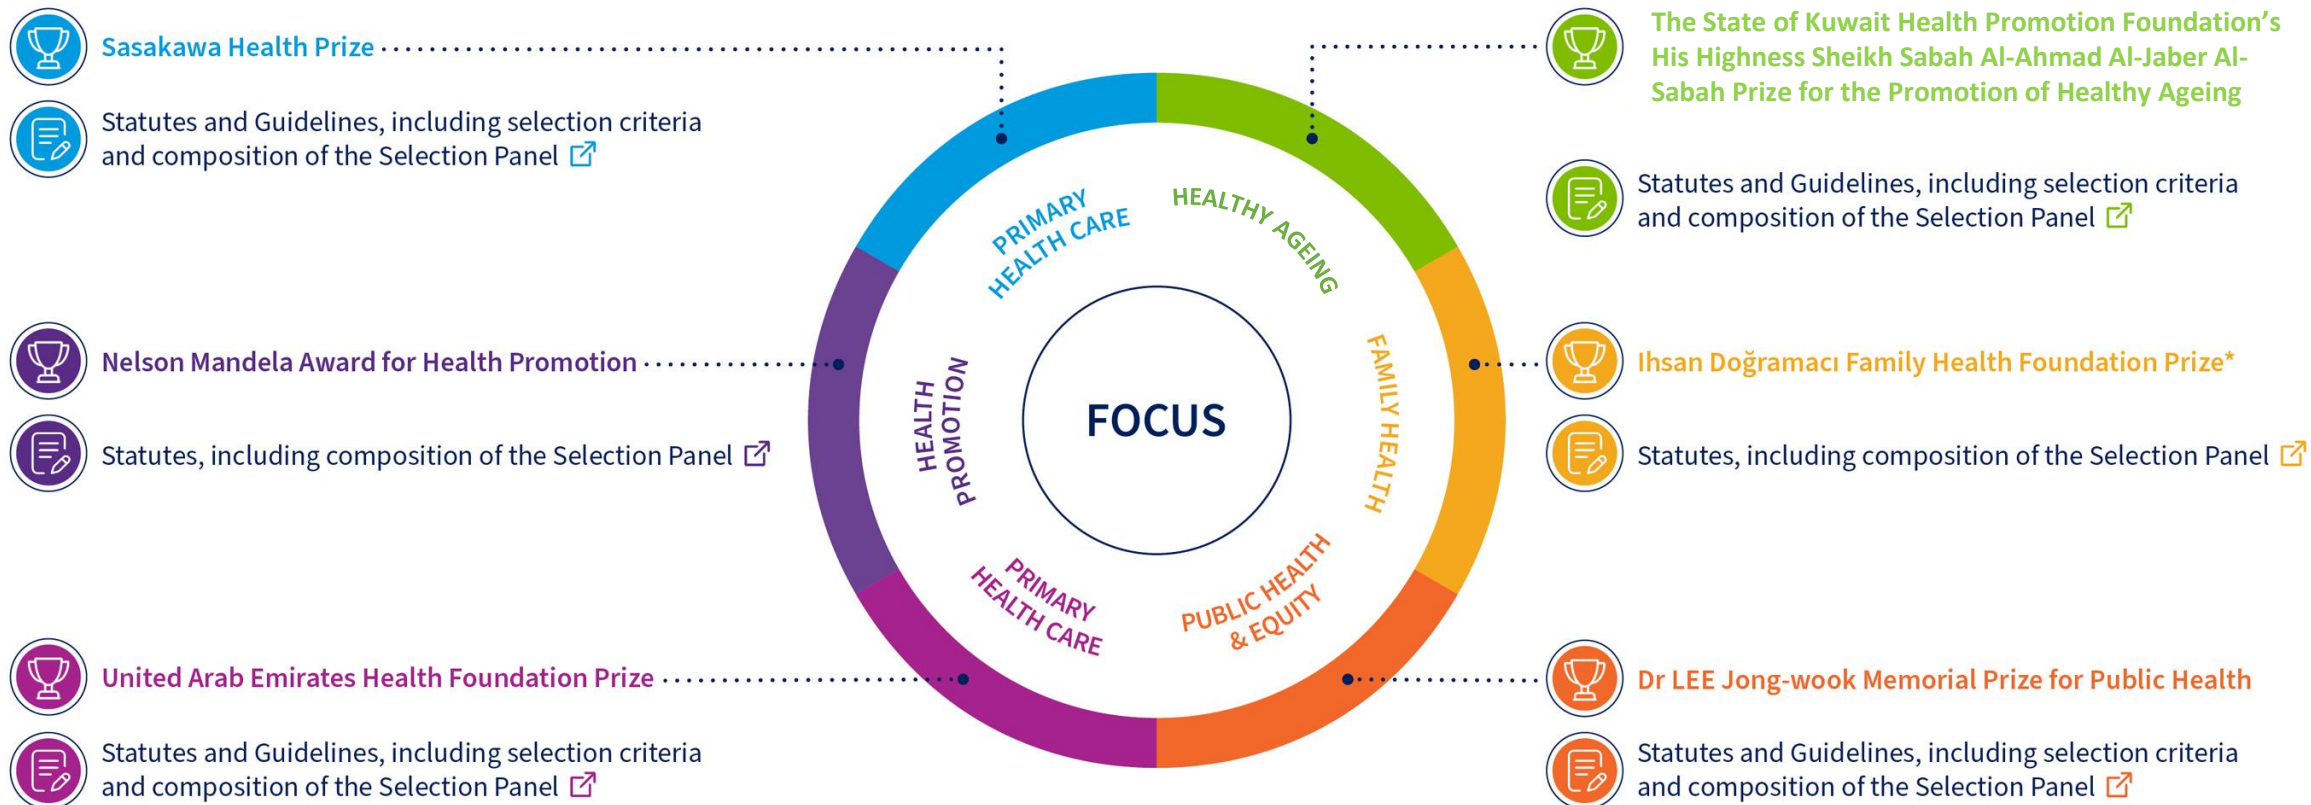 Sasakawa Health Prize
Statutes and Guidelines, including selection criteria
and composition of the Selection Panel
Nelson Mandela Award for Health Promotion
Statutes, including composition of the Selection Panel
United Arab Emirates Health Foundation Prize
Statutes and Guidelines, including selection criteria
and composition of the Selection Panel
PRIMARY
HEALTH CARE
HEALTHY AGEING
HEALTH
PROMOTION
FOCUS
FAMILY HEALTH
PRIMARY
HEALTH CARE
PUBLIC HEALTH
& EQUITY
The State of Kuwait Health Promotion Foundation’s
His Highness Sheikh Sabah Al-Ahmad Al-Jaber Al-
Sabah Prize for the Promotion of Healthy Ageing
Statutes and Guidelines, including selection criteria
and composition of the Selection Panel
Ihsan Doğramacı Family Health Foundation Prize*
Statutes, including composition of the Selection Panel
Dr LEE Jong-wook Memorial Prize for Public Health
Statutes and Guidelines, including selection criteria
and composition of the Selection Panel